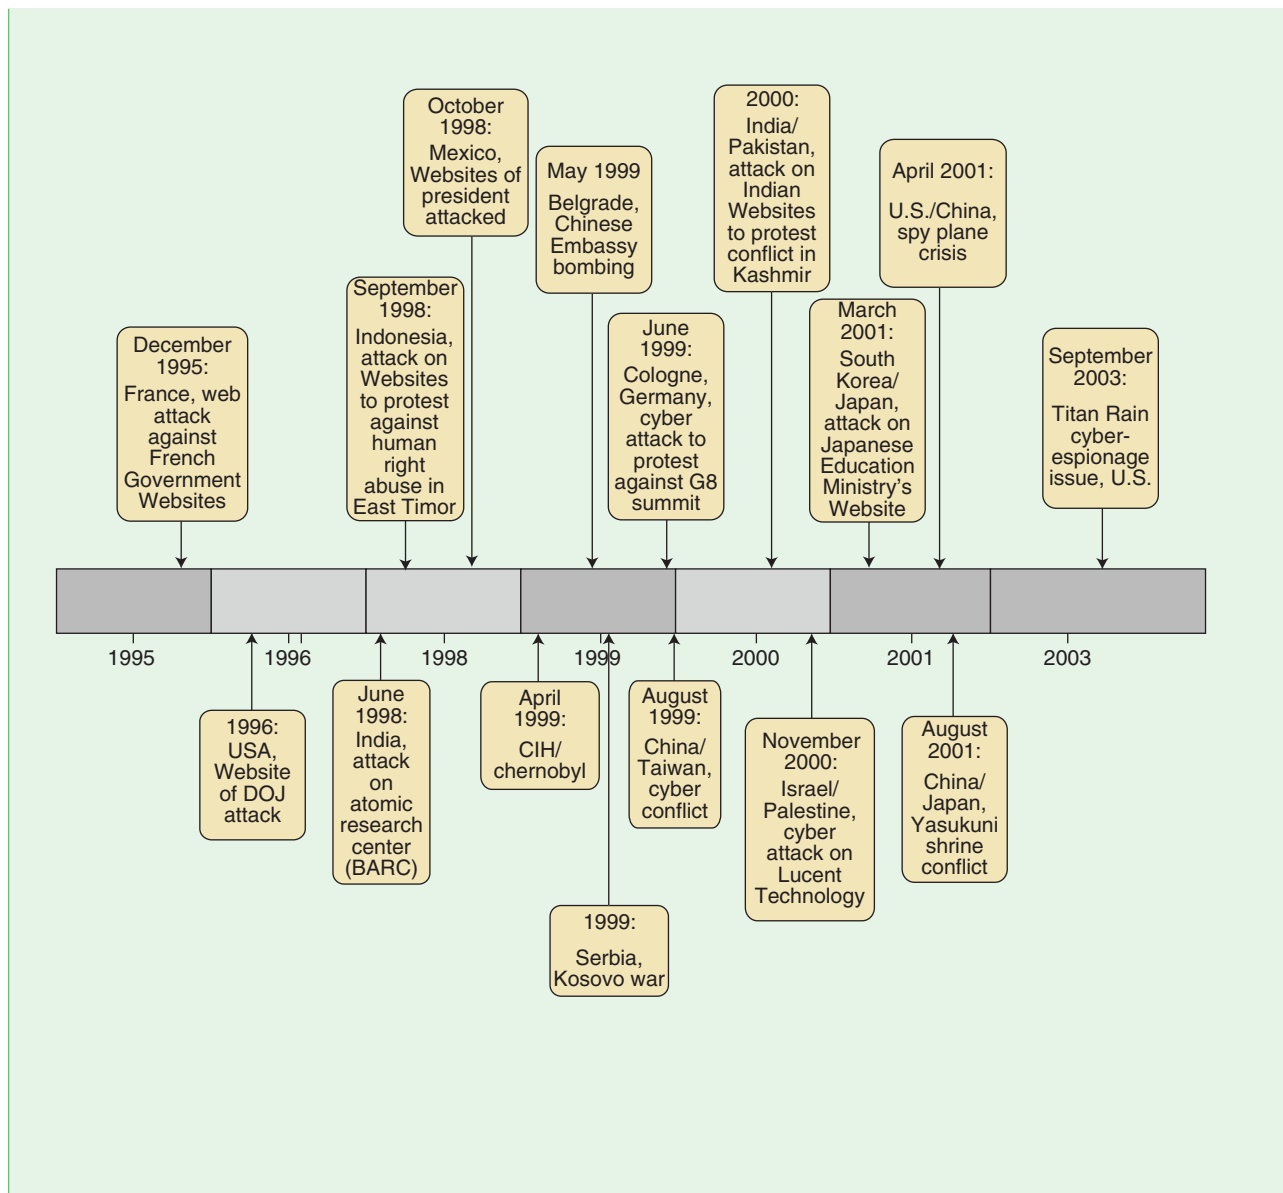 October
1998:
Mexico,
Websites of
president
attacked
2000:
India/
Pakistan,
attack on
Indian
Websites
to protest
conflict in
Kashmir
May 1999
Belgrade,
Chinese
Embassy
bombing
April 2001:
U.S./China,
spy plane
crisis
September
1998:
Indonesia,
attack on
Websites
to protest
against
human
right
abuse in
East Timor
December
1995:
France, web
attack
against
French
Government
Websites
June
1999:
Cologne,
Germany,
cyber
attack to
protest
against G8
summit
March
2001:
South
Korea/
Japan,
attack on
Japanese
Education
Ministry's
Website
September
2003:
Titan Rain
cyber-
espionage
issue, U.S.
1995
1996
1998
1999
2000
2001
2003
1996:
USA,
Website
of DOJ
attack
June
1998:
India,
attack
on
atomic
research
center
(BARC)
April
1999:
CIH/
chernobyl
August
1999:
China/
Taiwan,
cyber
conflict
November
2000:
Israel/
Palestine,
cyber
attack on
Lucent
Technology
August
2001:
China/
Japan,
Yasukuni
shrine
conflict
1999:
Serbia,
Kosovo war